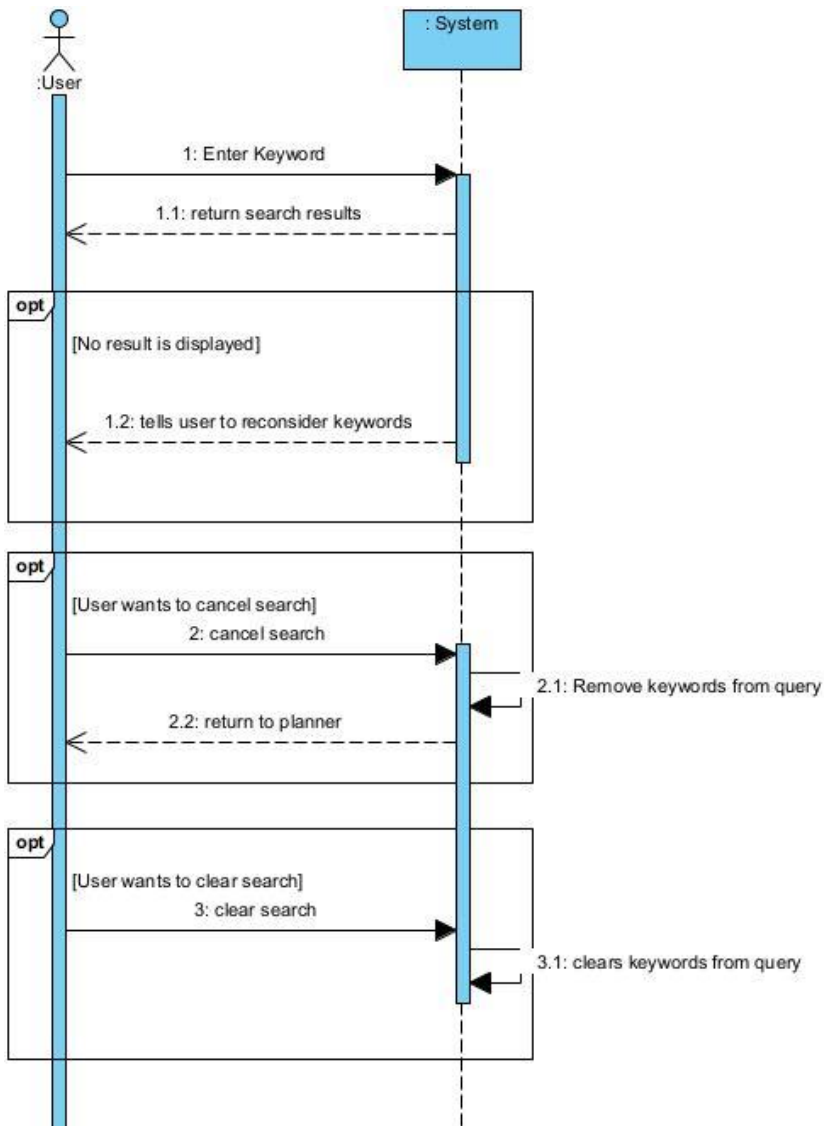 : System
:User
1: Enter Keyword
1.1: return search results
opt
[No result is displayed]
1.2: tells user to reconsider keywords
opt
[User wants to cancel search]
2: cancel search
2.1: Remove keywords from query
2.2: return to planner
opt
[User wants to clear search]
3: clear search
3.1: clears keywords from query